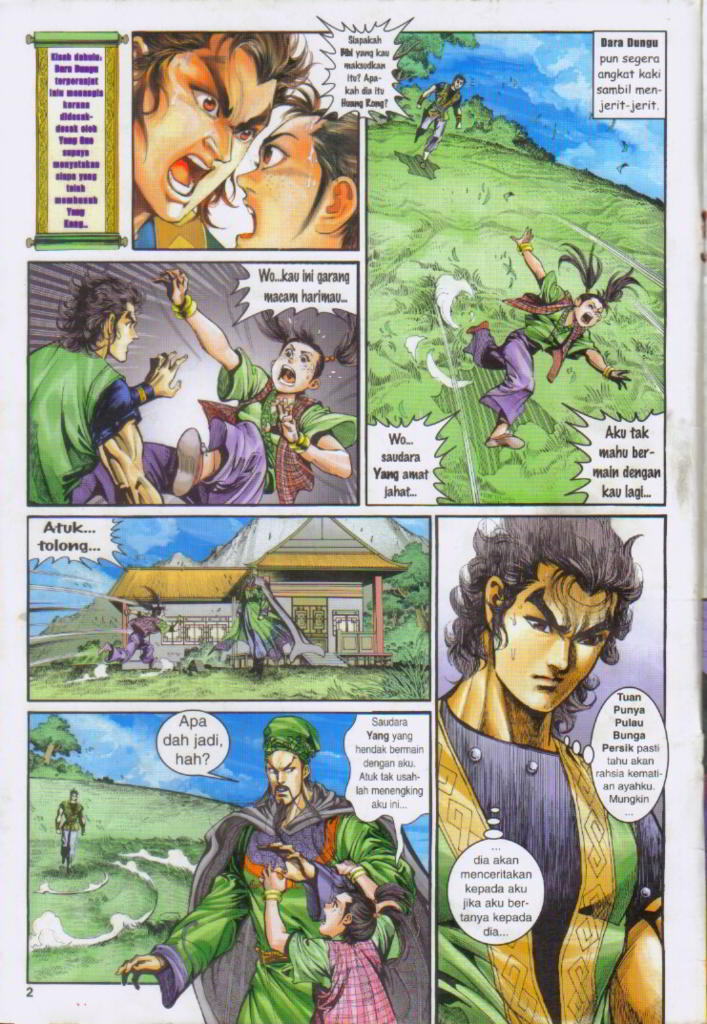 Kisah dahulu:
Dara Dungu
terperanjat
lalu menangis
kerana
didesak-
desak oleh
Yang Guo
supaya
menyatakan
siapa yang
telah
membunuh
Yang
Kang...
Siapakah
Bibi yang kau
maksudkan
itu? Apa-
kah dia itu
Huang Rong?
Dara Dungu
pun segera
angkat kaki
sambil men-
jerit-jerit.
Wo...kau ini garang
macam harimau...
Wo...
saudara
Yang amat
jahat...
Aku tak
mahu ber-
main dengan
kau lagi...
Atuk...
tolong...
Tuan
Punya
Pulau
Bunga
Persik pasti
tahu akan
rahsia kemati-
an ayahku.
Mungkin
...
...
dia akan
menceritakan
kepada aku
jika aku ber-
tanya kepada
dia...
Apa
dah jadi,
hah?
Saudara
Yang yang
hendak bermain
dengan aku.
Atuk tak usah-
lah menengking
aku ini...
2